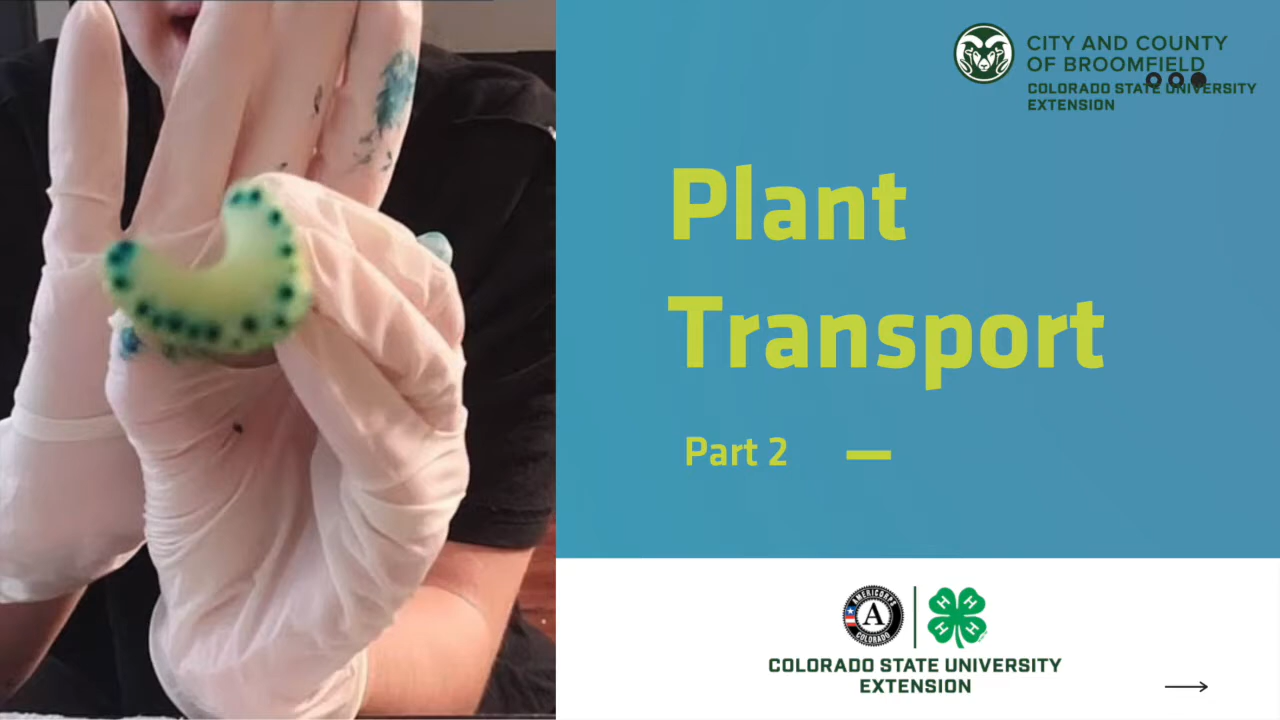 CITY AND COUNTY
OF BROOMFIELD
COLORADO STATE UNIVERSITY
EXTENSION
Plant
Transport
Part 2
AMERICORPS
A
COLORADO
H H
H H
COLORADO STATE UNIVERSITY
EXTENSION